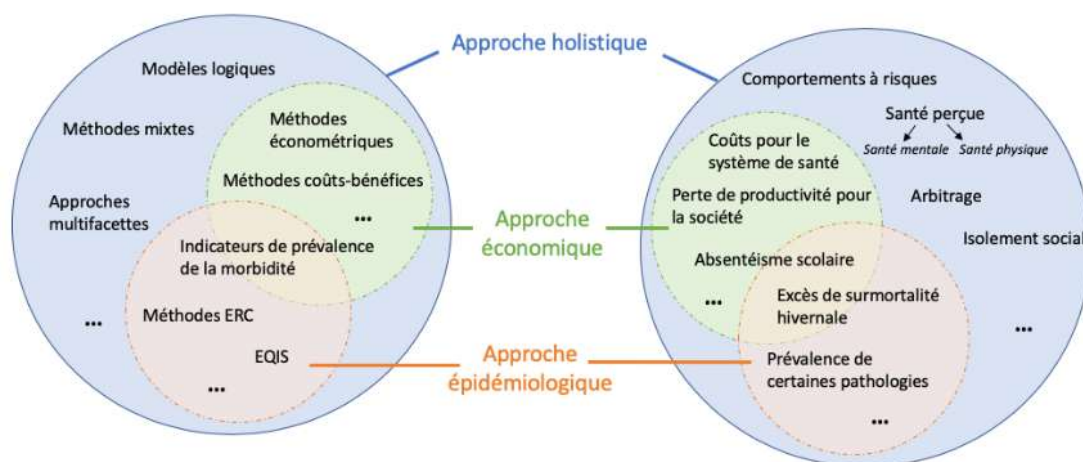 Approche holistique
Modèles logiques
Méthodes mixtes
Méthodes
économétriques
Méthodes coûts-bénéfices
...
Approches
multifacettes
Indicateurs de prévalence
de la morbidité
Méthodes ERC
...
EQIS
...
Approche
économique
Approche
épidémiologique
Comportements à risques
Santé perçue
Santé mentale Santé physique
Coûts pour le
système de santé
Perte de productivité pour
la société
Arbitrage
Isolement social
Absentéisme scolaire
...
Excès de surmortalité
hivernale
...
Prévalence de
certaines pathologies
...